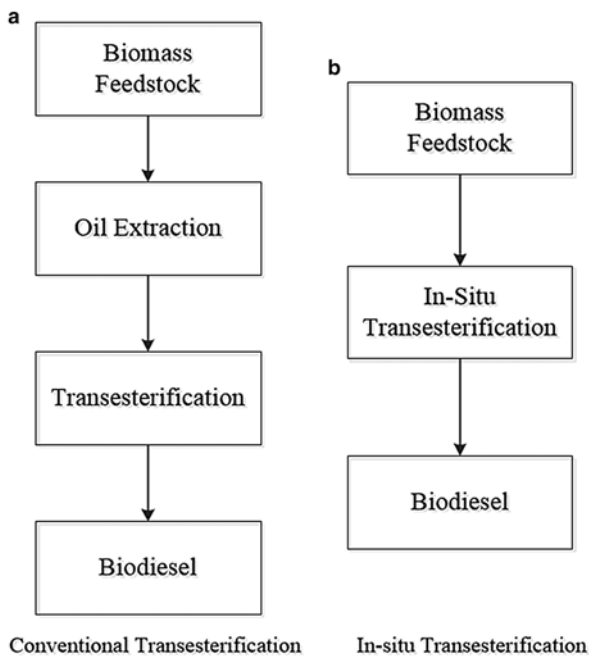 a
Biomass
Feedstock
Oil Extraction
Transesterification
Biodiesel
Conventional Transesterification
b
Biomass
Feedstock
In-Situ
Transesterification
Biodiesel
In-situ Transesterification